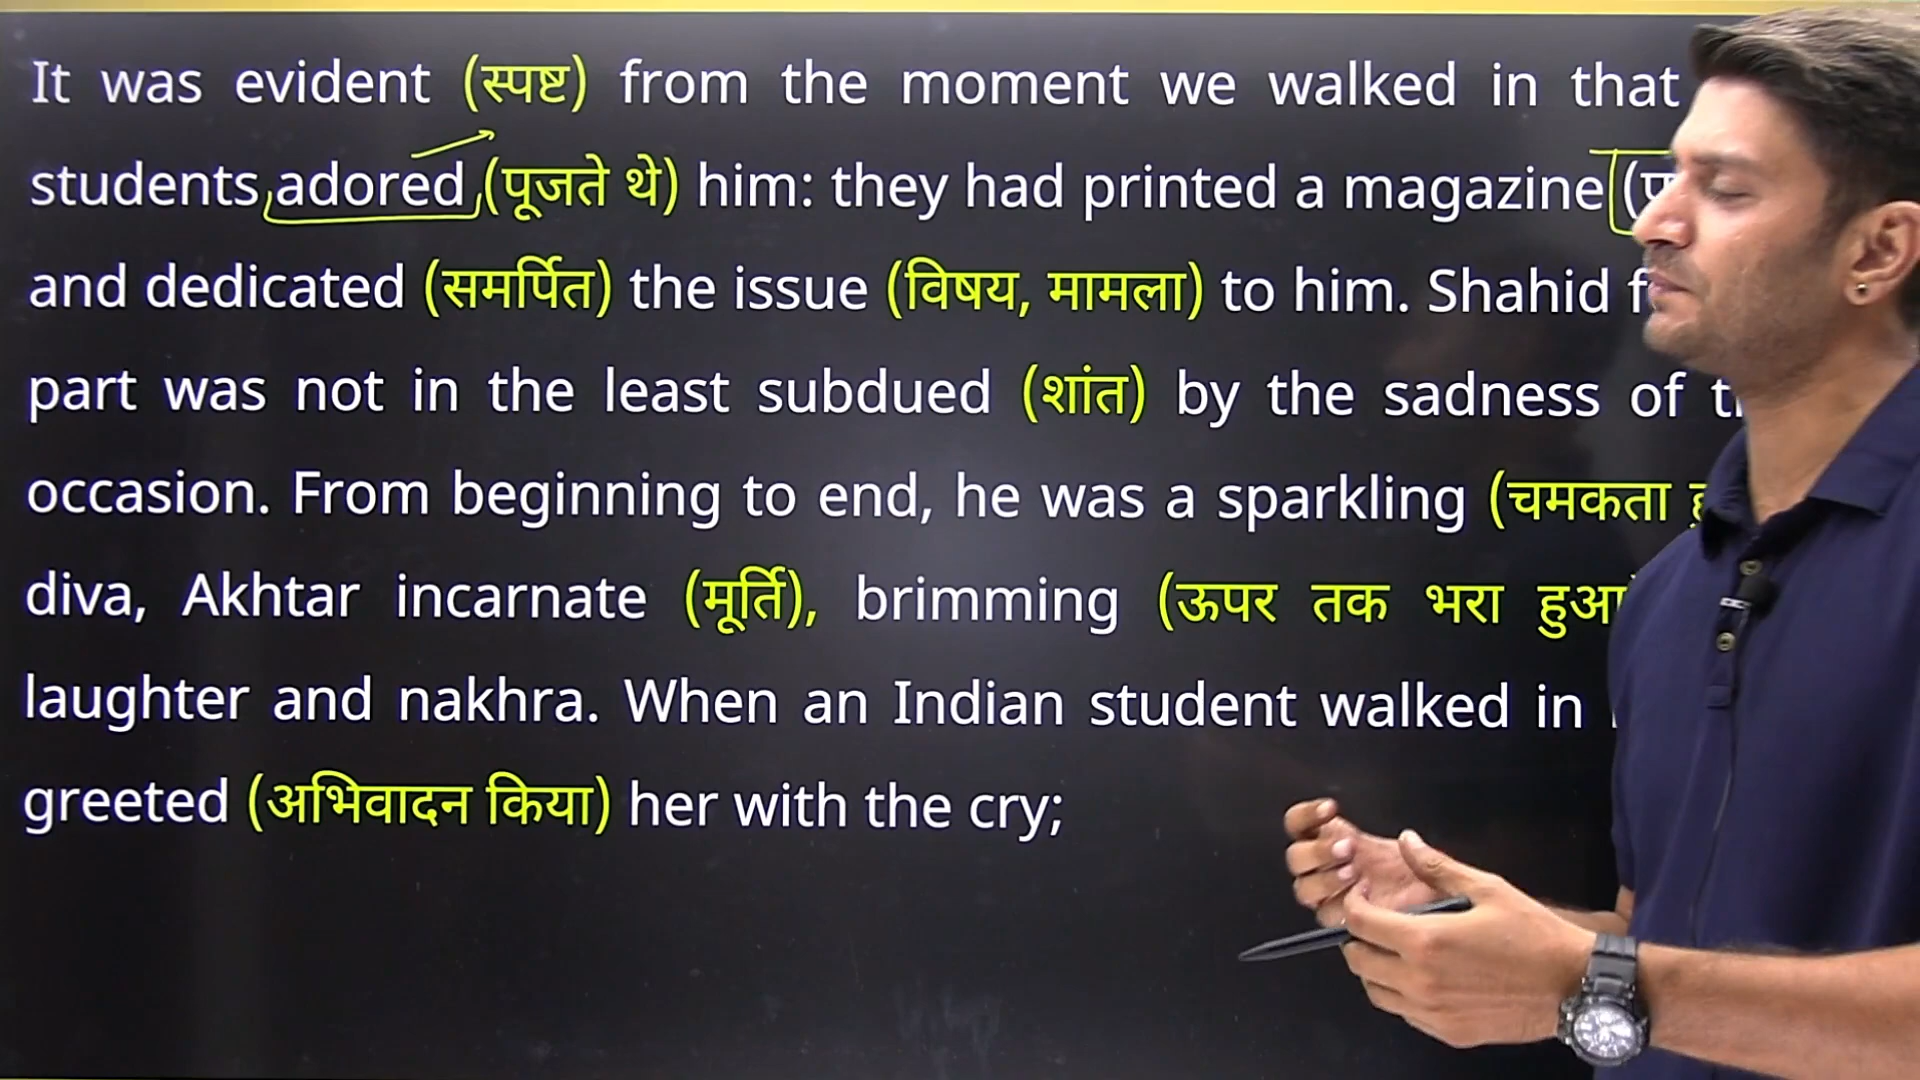 It was evident (स्पष्ट) from the moment we walked in that
students adored (पूजते थे) him: they had printed a magazine
and dedicated (समर्पित) the issue (विषय, मामला) to him. Shahid
part was not in the least subdued (शांत) by the sadness of
occasion. From beginning to end, he was a sparkling (चमकता
diva, Akhtar incarnate (मूर्ति), brimming (ऊपर तक भरा हुआ
laughter and nakhra. When an Indian student walked in
greeted (अभिवादन किया) her with the cry;